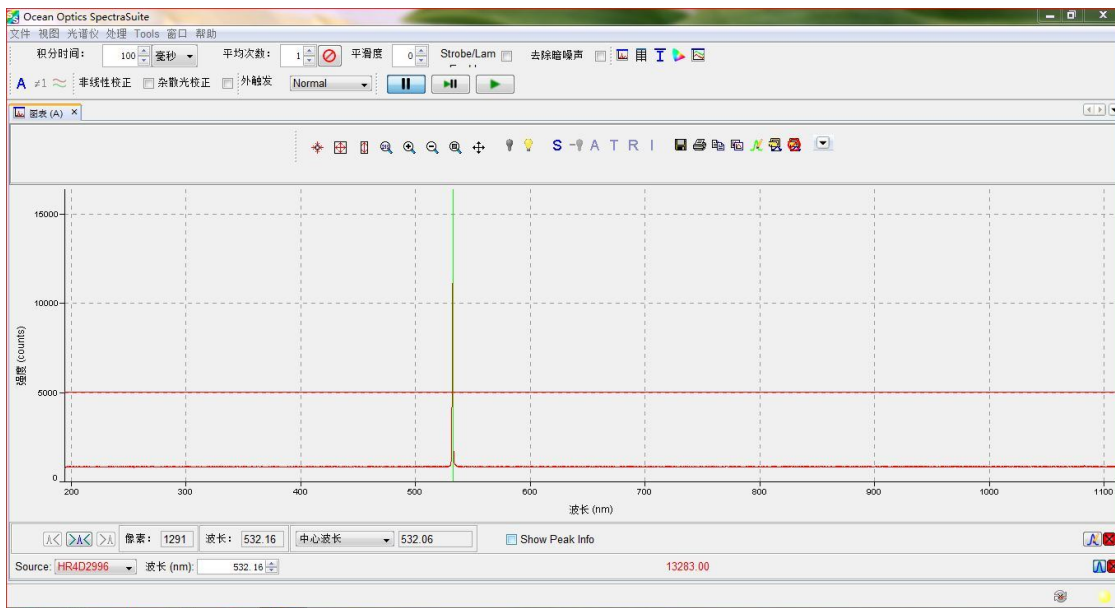 Ocean Optics SpectraSuite
文件 视图 光谱仪 处理 Tools 窗口 帮助
积分时间: 100 毫秒 平均次数: 1 平滑度 0 Strobe/Lam 去除暗噪声
A ≠1 非线性校正 杂散光校正 外触发 Normal
图表 (A)
S A T R I
15000
10000
5000
0
强度 (counts)
200 300 400 500 600 700 800 900 1000 1100
波长 (nm)
像素: 1291 波长: 532.16 中心波长 532.06 Show Peak Info
Source: HR4D2996 波长 (nm): 532.16 13283.00